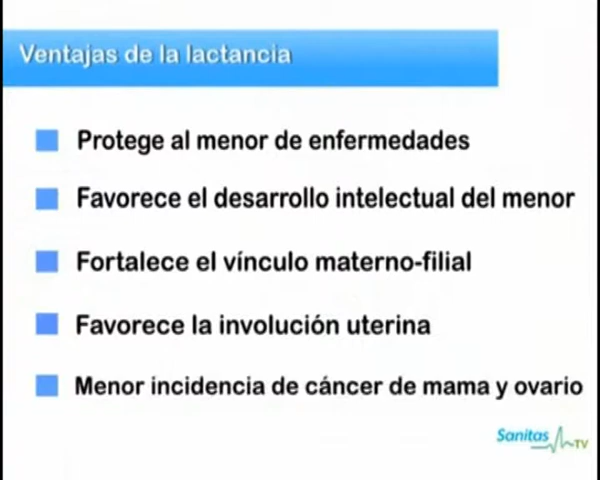 Ventajas de la lactancia
Protege al menor de enfermedades
Favorece el desarrollo intelectual del menor
Fortalece el vínculo materno-filial
Favorece la involución uterina
Menor incidencia de cáncer de mama y ovario
Sanitas TV